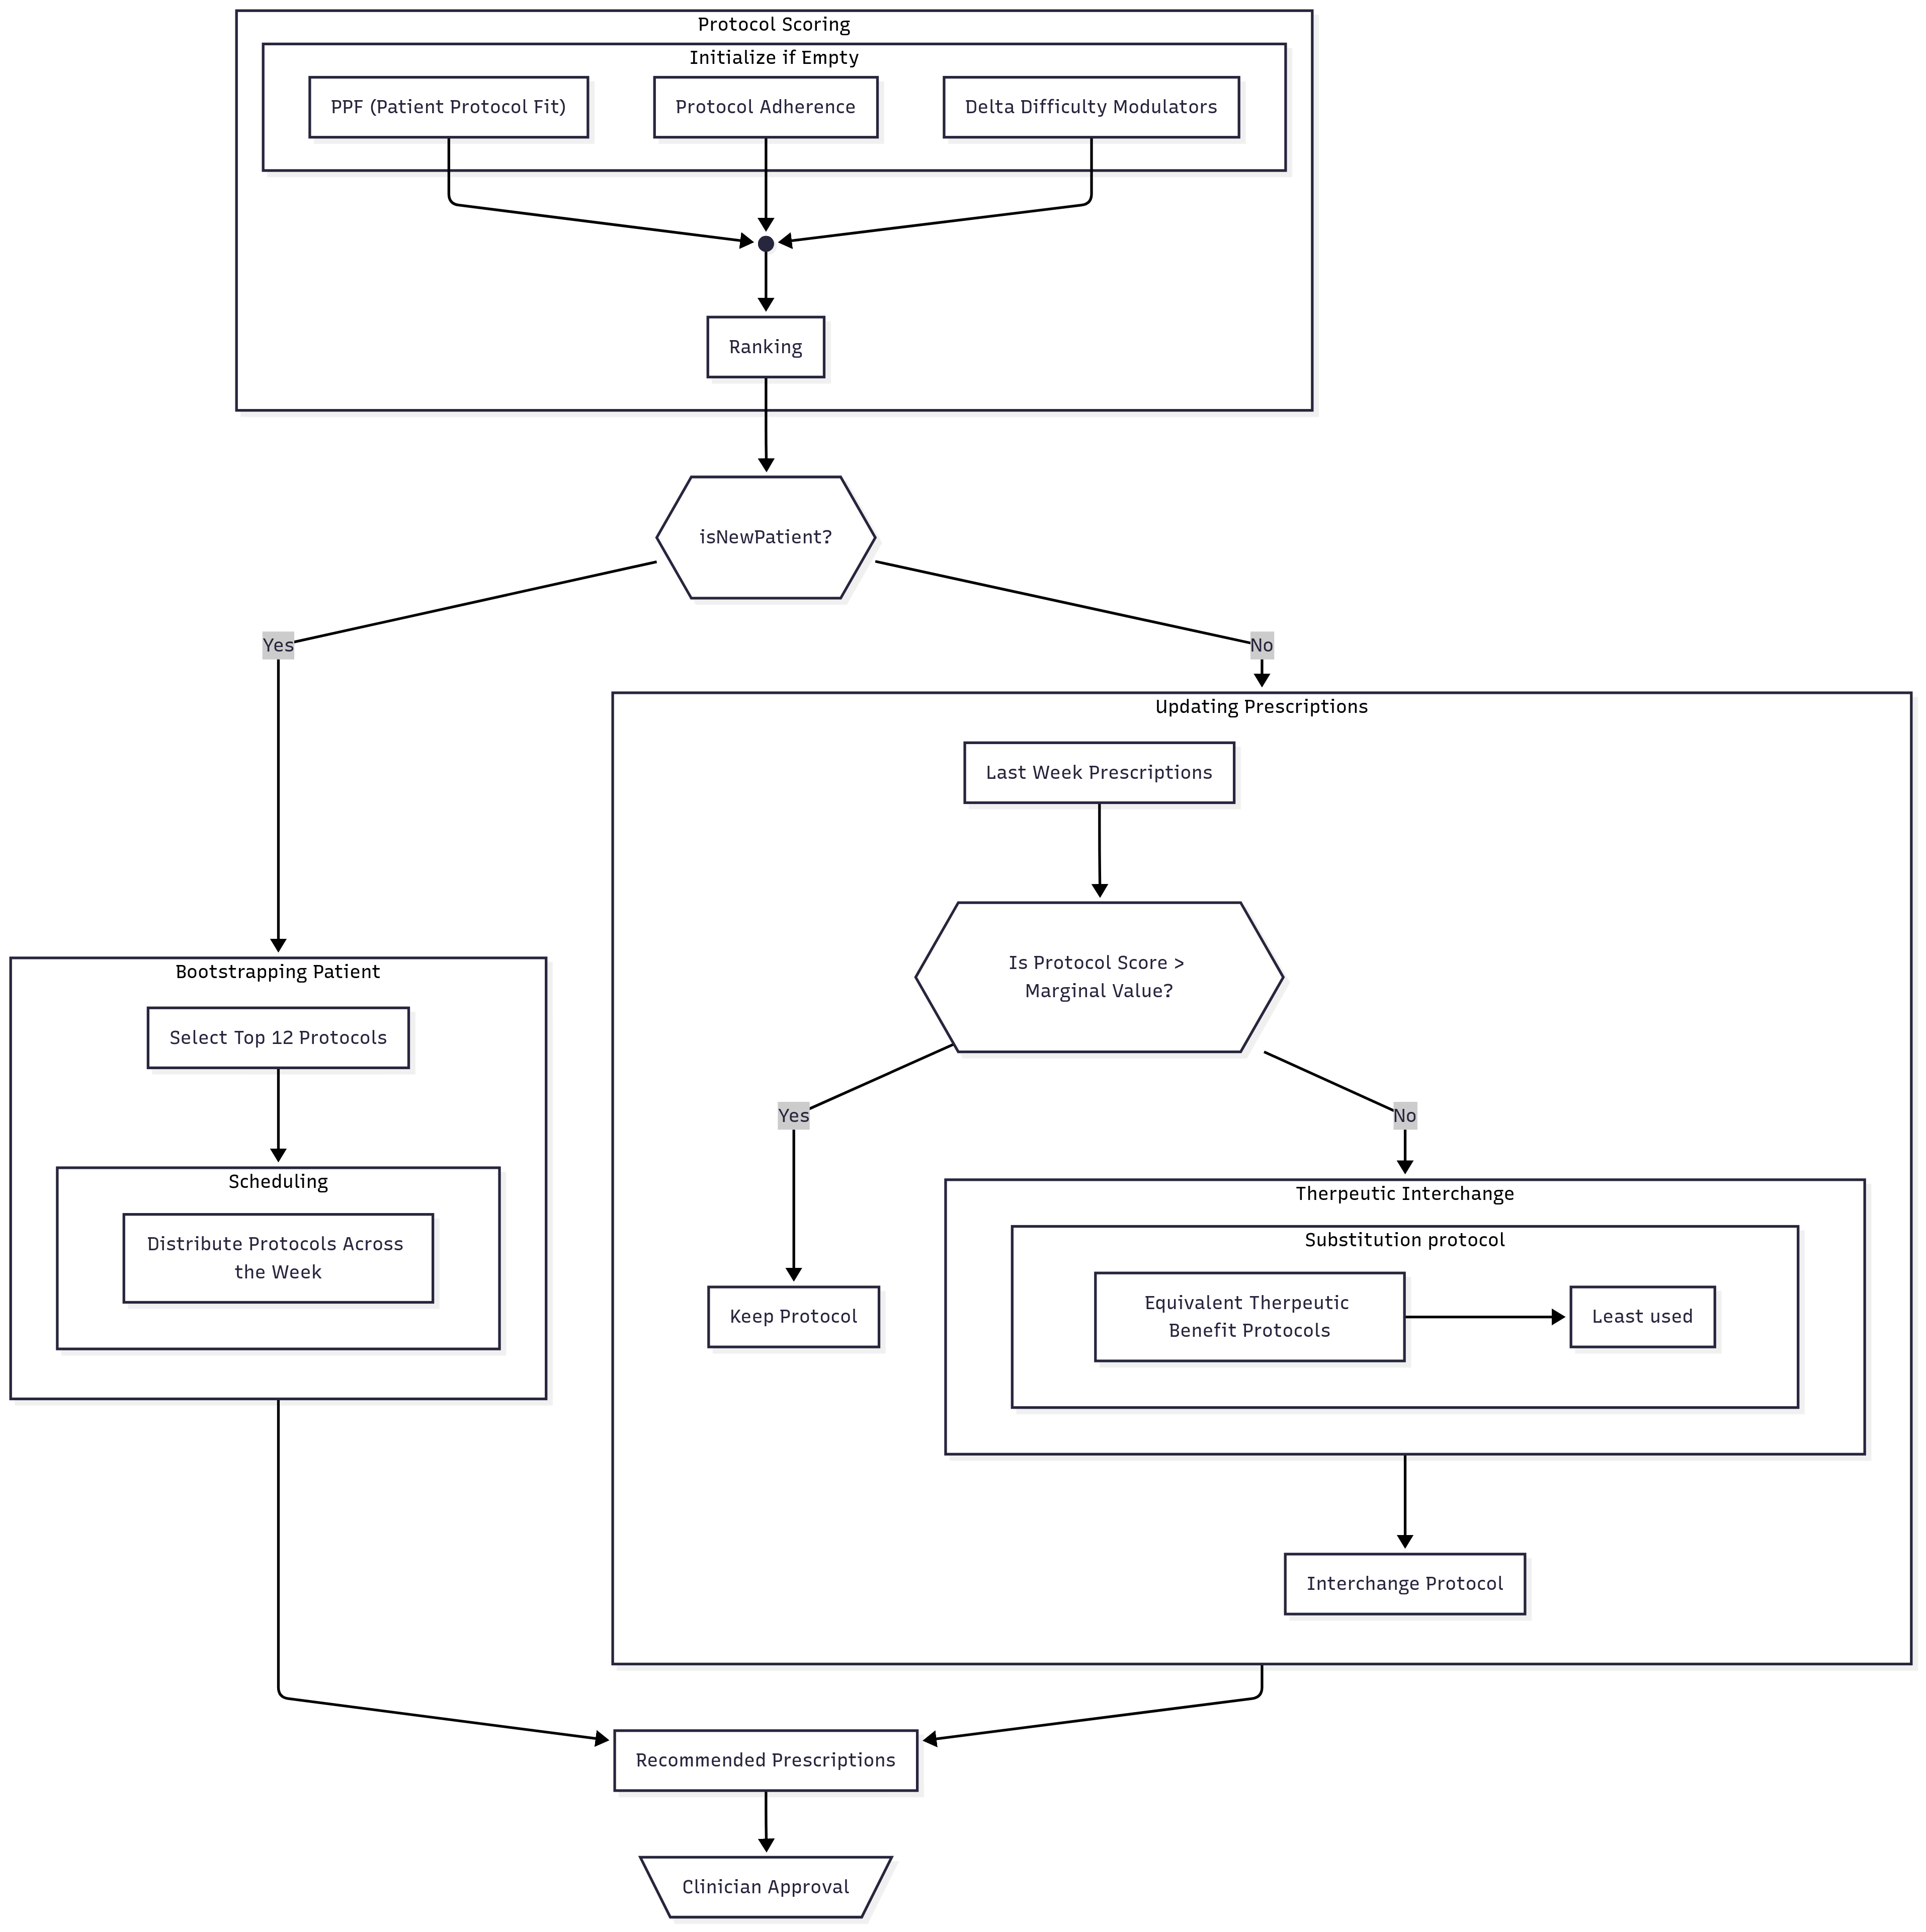 Protocol Scoring
Initialize if Empty
PPF (Patient Protocol Fit)
Protocol Adherence
Delta Difficulty Modulators
Ranking
isNewPatient?
Yes
No
Updating Prescriptions
Last Week Prescriptions
Is Protocol Score >
Marginal Value?
Bootstrapping Patient
Select Top 12 Protocols
Yes
No
Scheduling
Distribute Protocols Across
the Week
Therpeutic Interchange
Substitution protocol
Equivalent Therpeutic
Benefit Protocols
Least used
Keep Protocol
Interchange Protocol
Recommended Prescriptions
Clinician Approval